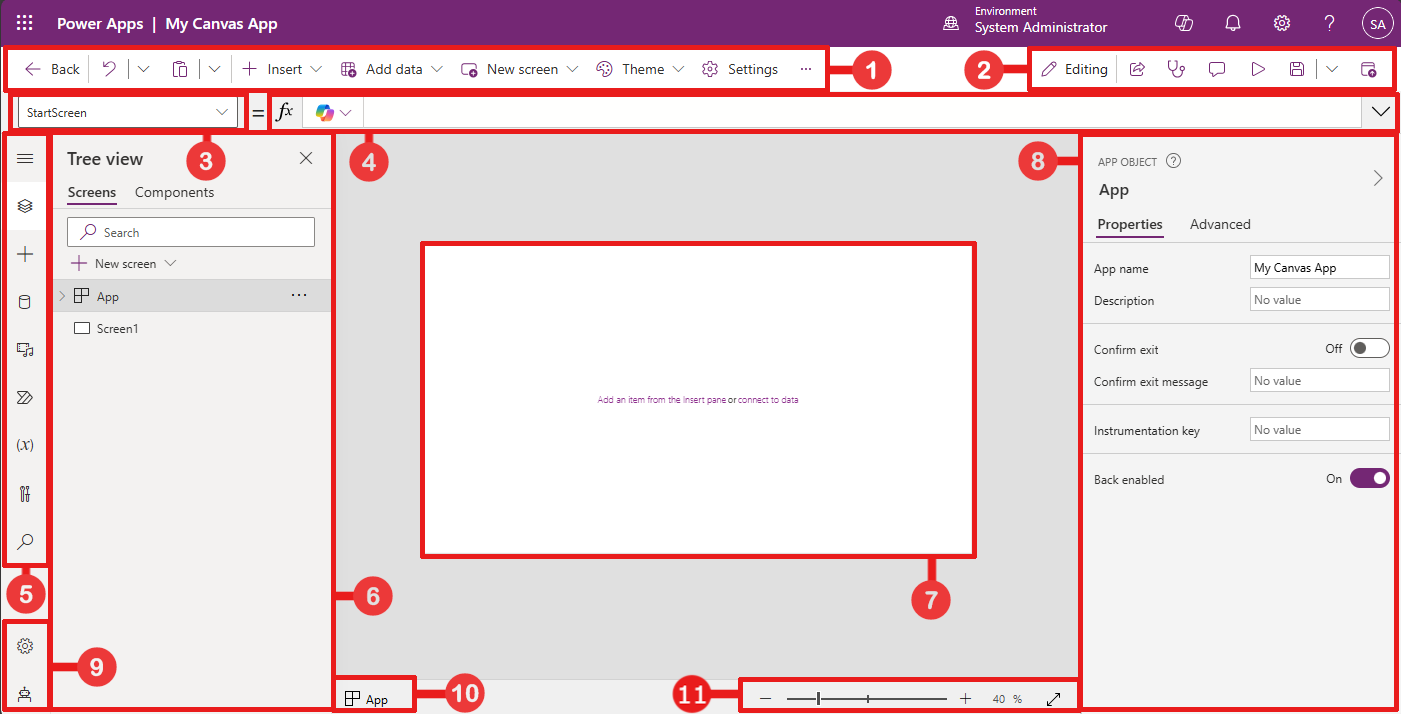 Power Apps | My Canvas App
Environment
System Administrator
SA
Back
Insert
Add data
New screen
Theme
Settings
...
1
2
Editing
StartScreen
=
fx
3
4
Tree view
Screens
Components
Search
New screen
App
...
Screen1
(x)
5
6
Add an item from the Insert pane or connect to data
7
8
APP OBJECT ?
App
Properties
Advanced
App name
My Canvas App
Description
No value
Confirm exit
Off
Confirm exit message
No value
Instrumentation key
No value
Back enabled
On
9
App
10
11
40 %